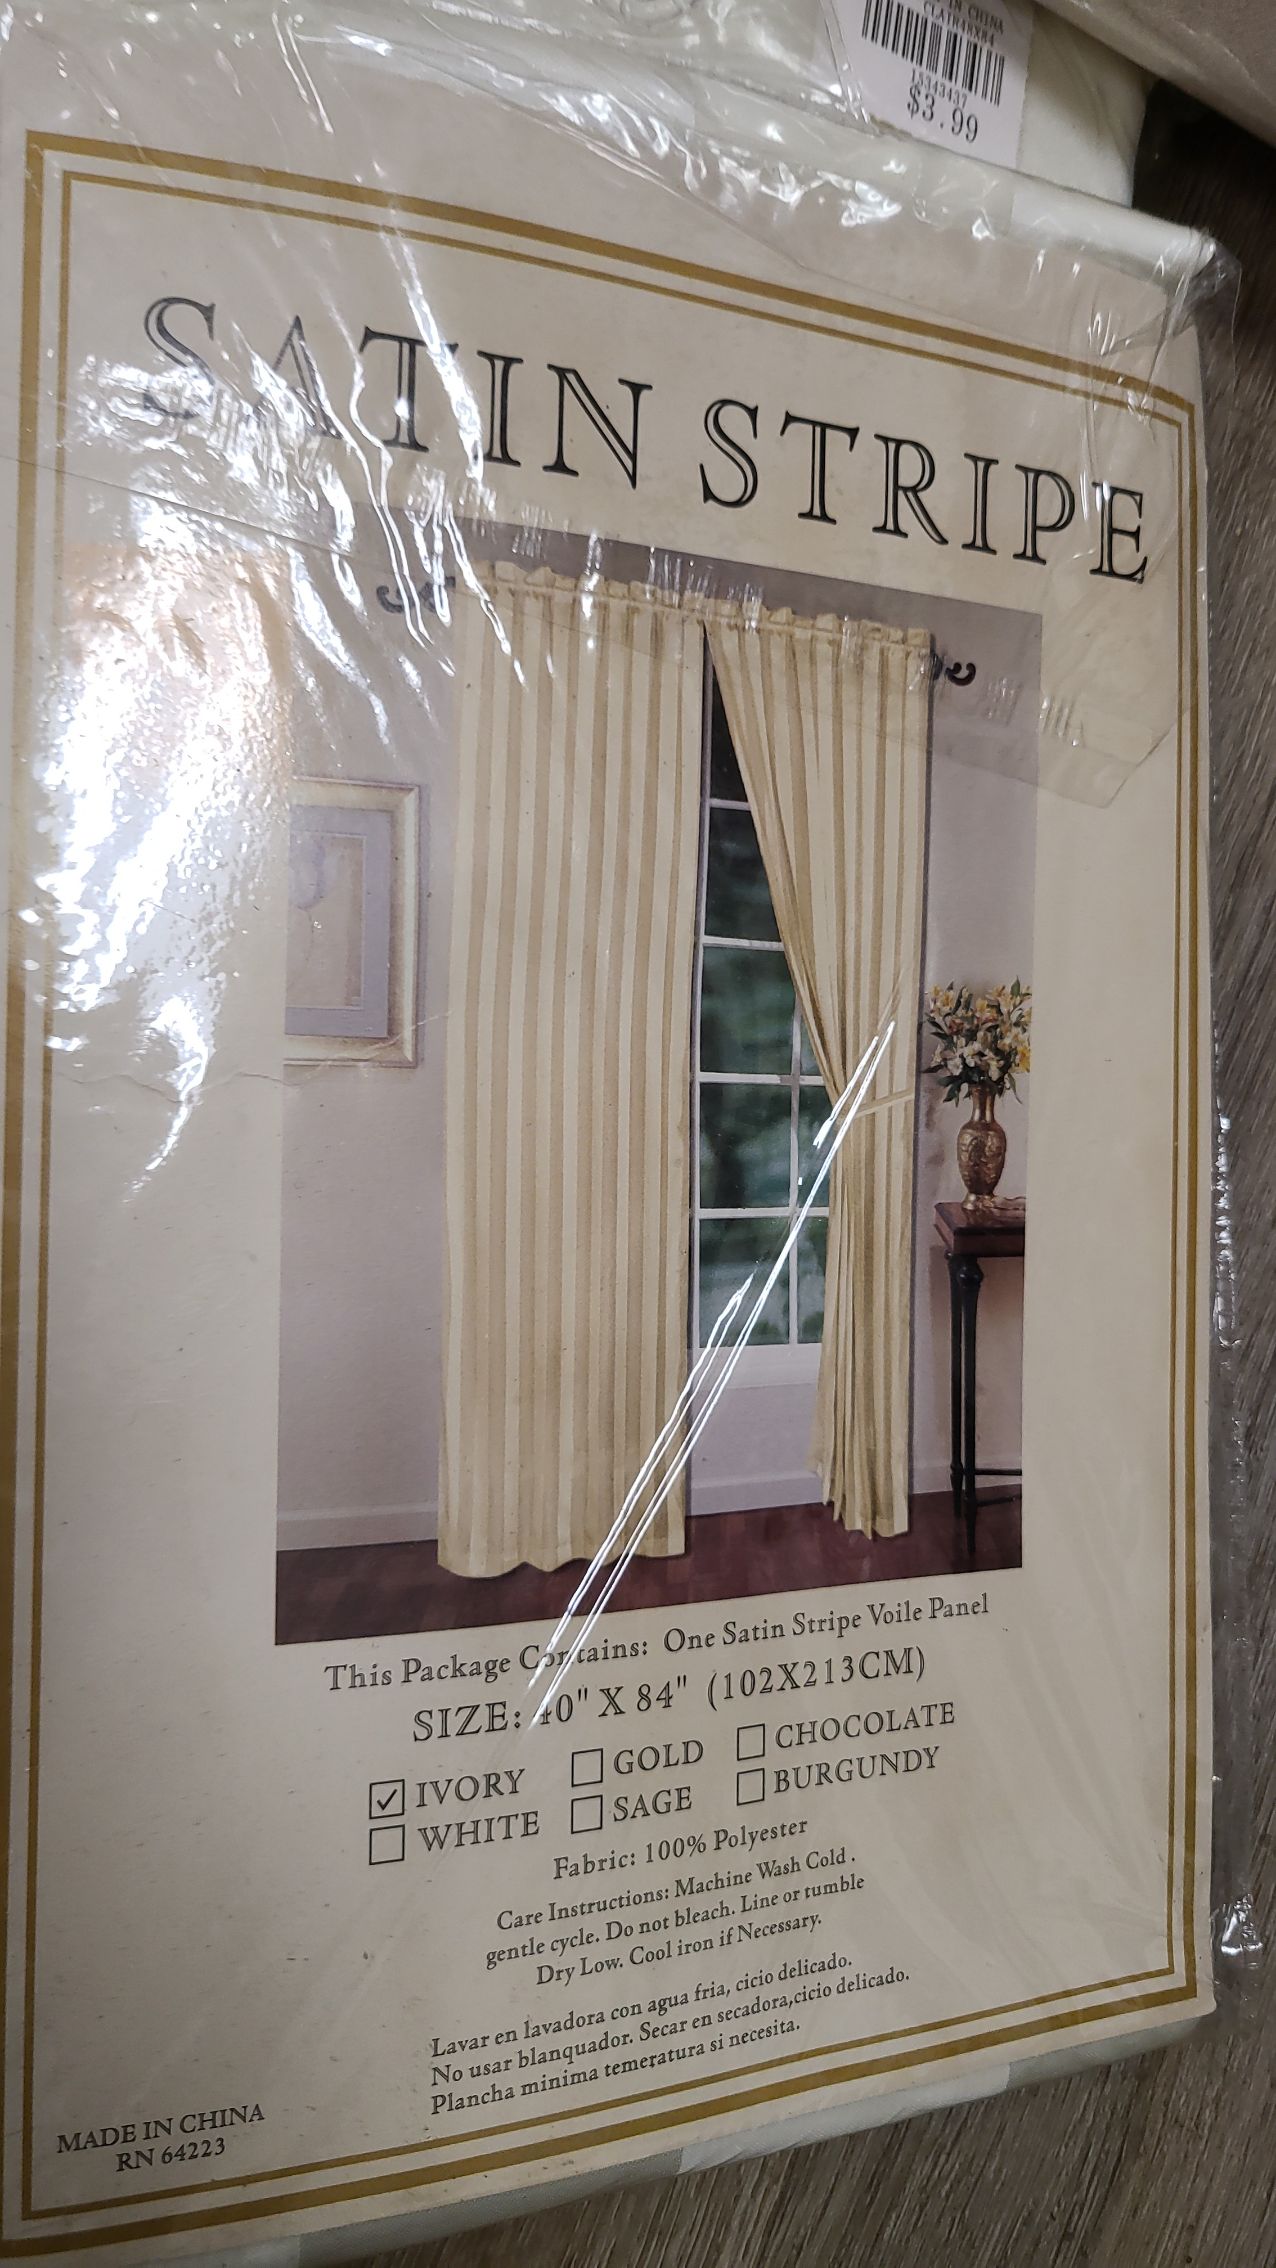 IN CHINA
15343437
$3.99
SATIN STRIPE
This Package Contains: One Satin Stripe Voile Panel
SIZE: 40" X 84" (102X213CM)
IVORY GOLD CHOCOLATE
WHITE SAGE BURGUNDY
Fabric: 100% Polyester
Care Instructions: Machine Wash Cold .
gentle cycle. Do not bleach. Line or tumble
Dry Low. Cool iron if Necessary.
Lavar en lavadora con agua fria, cicio delicado.
No usar blanquador. Secar en secadora,cicio delicado.
Plancha minima temeratura si necesita.
MADE IN CHINA
RN 64223